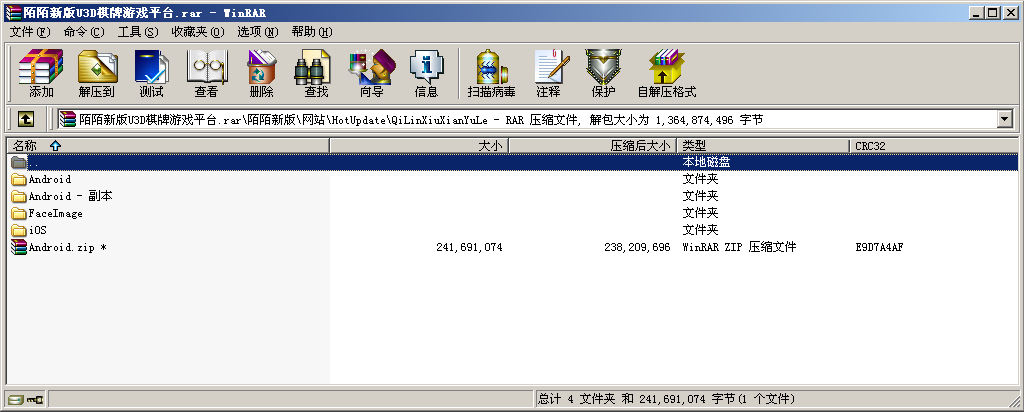 陌陌新版U3D棋牌游戏平台.rar - WinRAR
文件(F) 命令(C) 工具(S) 收藏夹(O) 选项(N) 帮助(H)
添加 解压到 测试 查看 删除 查找 向导 信息 扫描病毒 注释 保护 自解压格式
陌陌新版U3D棋牌游戏平台.rar\陌陌新版\网站\HotUpdate\QiLinXiuXianYuLe - RAR 压缩文件, 解包大小为 1,364,874,496 字节
名称 大小 压缩后大小 类型 CRC32
.. 本地磁盘
Android 文件夹
Android - 副本 文件夹
FaceImage 文件夹
iOS 文件夹
Android.zip * 241,691,074 238,209,696 WinRAR ZIP 压缩文件 E9D7A4AF
总计 4 文件夹 和 241,691,074 字节(1 个文件)